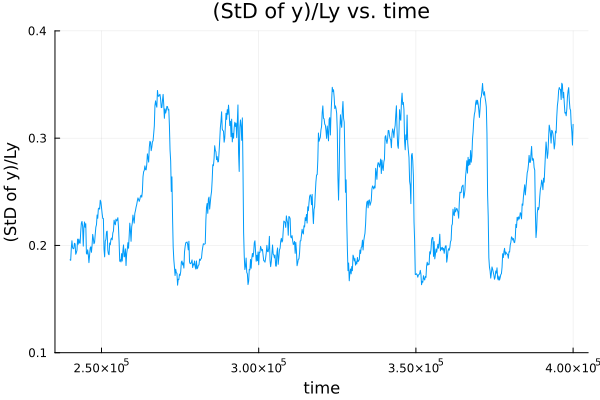 (StD of y)/Ly vs. time
(StD of y)/Ly
0.4
0.3
0.2
0.1
2.50×10⁵ 3.00×10⁵ 3.50×10⁵ 4.00×10⁵
time